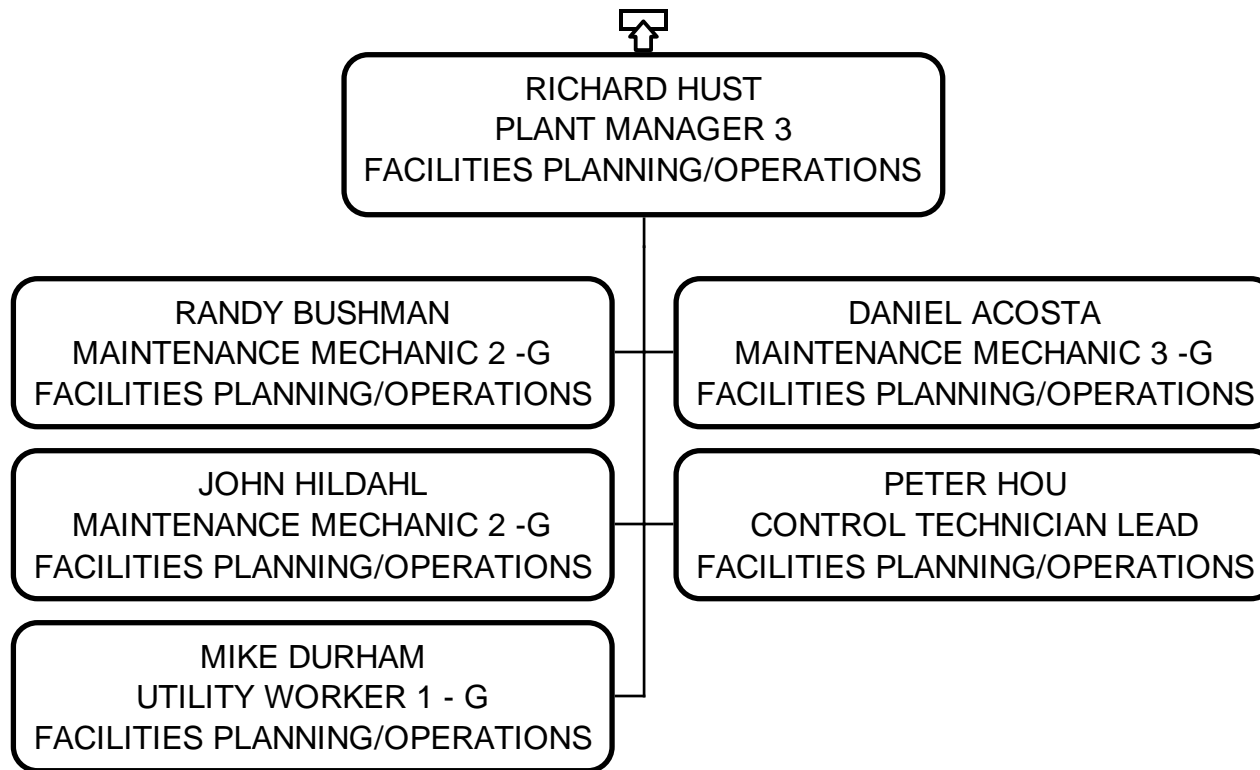 RICHARD HUST
PLANT MANAGER 3
FACILITIES PLANNING/OPERATIONS
RANDY BUSHMAN
MAINTENANCE MECHANIC 2 -G
FACILITIES PLANNING/OPERATIONS
DANIEL ACOSTA
MAINTENANCE MECHANIC 3 -G
FACILITIES PLANNING/OPERATIONS
JOHN HILDAHL
MAINTENANCE MECHANIC 2 -G
FACILITIES PLANNING/OPERATIONS
PETER HOU
CONTROL TECHNICIAN LEAD
FACILITIES PLANNING/OPERATIONS
MIKE DURHAM
UTILITY WORKER 1 - G
FACILITIES PLANNING/OPERATIONS